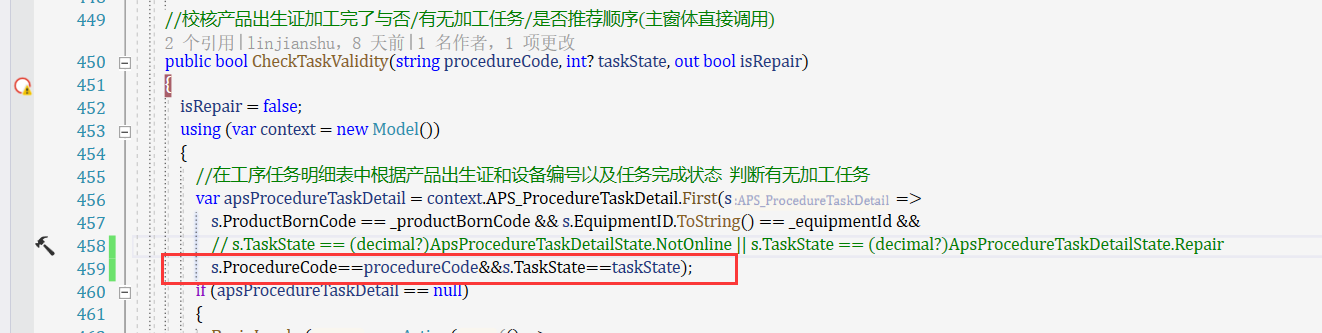 449 //校核产品出生证加工完了与否/有无加工任务/是否推荐顺序(主窗体直接调用)
2 个引用|linjianshu，8 天前|1 名作者，1 项更改
450 public bool CheckTaskValidity(string procedureCode, int? taskState, out bool isRepair)
451 {
452 isRepair = false;
453 using (var context = new Model())
454 {
455 //在工序任务明细表中根据产品出生证和设备编号以及任务完成状态 判断有无加工任务
456 var apsProcedureTaskDetail = context.APS_ProcedureTaskDetail.First(s :APS_ProcedureTaskDetail =>
457 s.ProductBornCode == _productBornCode && s.EquipmentID.ToString() == _equipmentId &&
458 // s.TaskState == (decimal?)ApsProcedureTaskDetailState.NotOnline || s.TaskState == (decimal?)ApsProcedureTaskDetailState.Repair
459 s.ProcedureCode==procedureCode&&s.TaskState==taskState);
460 if (apsProcedureTaskDetail == null)
461 {